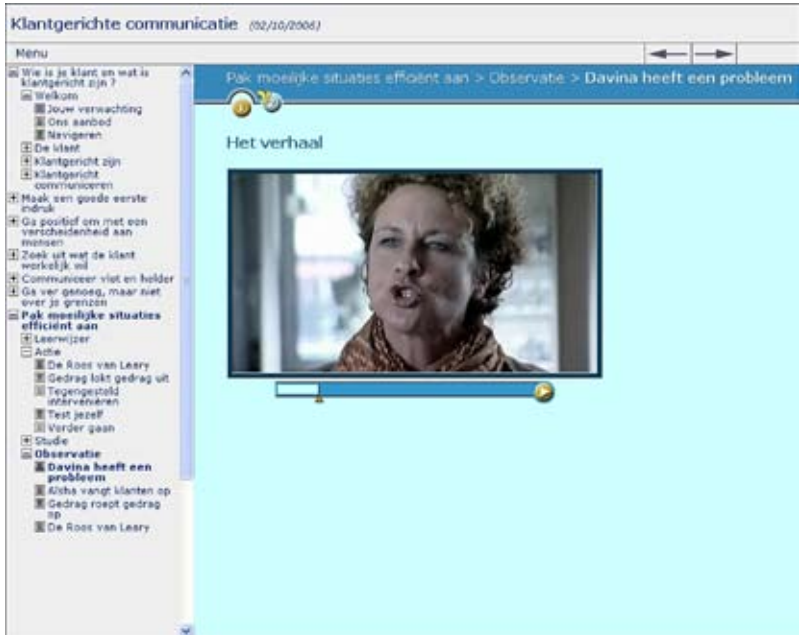 Klantgerichte communicatie (02/10/2006)
Menu
Wie is je klant en wat is
klantgericht zijn ?
Welkom
Jouw verwachting
Ons aanbod
Navigeren
De klant
Klantgericht zijn
Klantgericht
communiceren
Maak een goede eerste
indruk
Ga positief om met een
verscheidenheid aan
mensen
Zoek uit wat de klant
werkelijk wil
Communiceer vlot en helder
Ga ver genoeg, maar niet
over je grenzen
Pak moeilijke situaties
efficiënt aan
Leerwijzer
Actie
De Roos van Leary
Gedrag lokt gedrag uit
Tegengesteld
interveniëren
Test jezelf
Verder gaan
Studie
Observatie
Davina heeft een
probleem
Aïsha vangt klanten op
Gedrag roept gedrag
op
De Roos van Leary
Pak moeilijke situaties efficiënt aan > Observatie > Davina heeft een probleem
Het verhaal